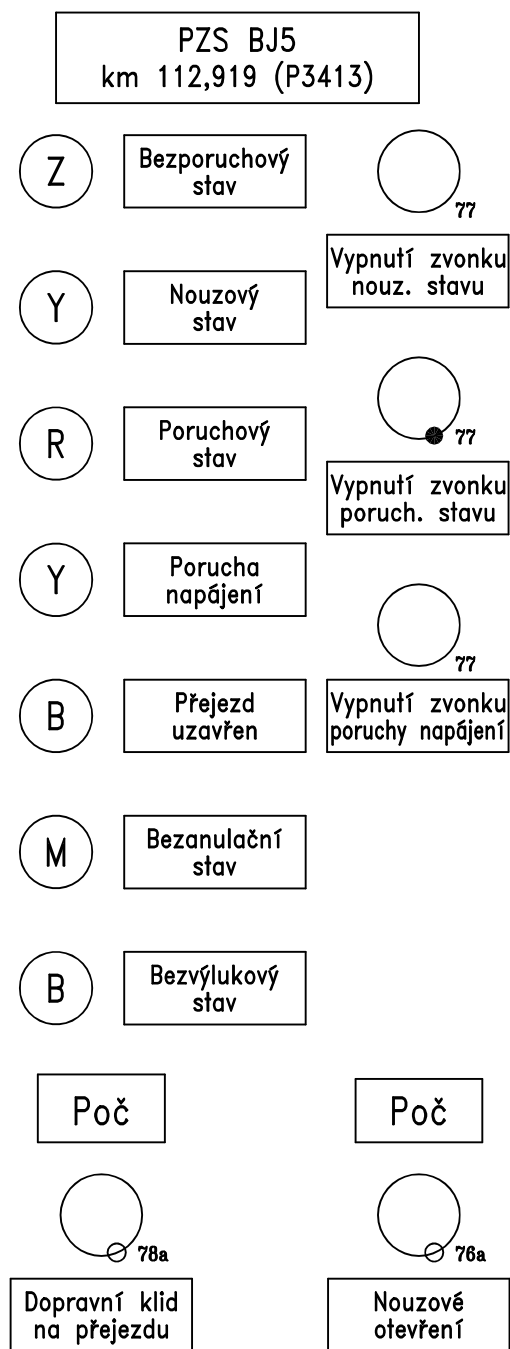 PZS BJ5
km 112,919 (P3413)
Z
Bezporuchový
stav
77
Vypnutí zvonku
nouz. stavu
Y
Nouzový
stav
R
Poruchový
stav
77
Vypnutí zvonku
poruch. stavu
Y
Porucha
napájení
77
Vypnutí zvonku
poruchy napájení
B
Přejezd
uzavřen
M
Bezanulační
stav
B
Bezvýlukový
stav
Poč
Poč
78a
76a
Dopravní klid
na přejezdu
Nouzové
otevření